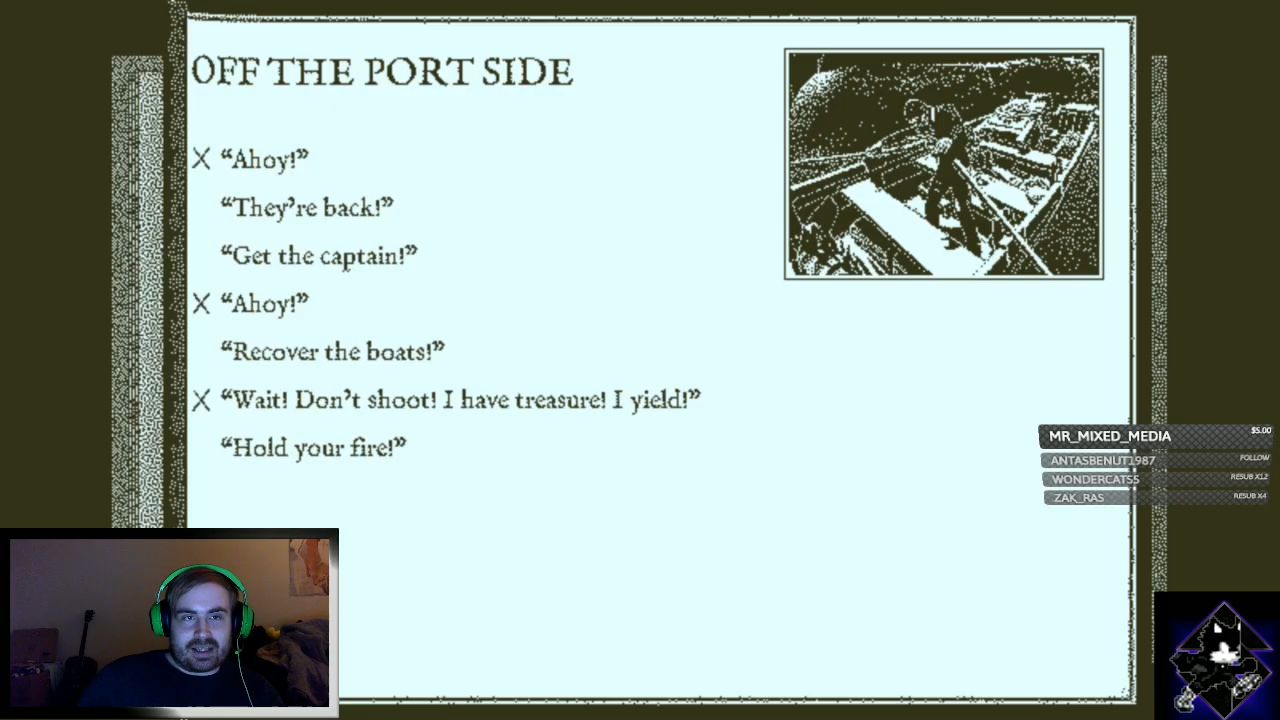 OFF THE PORT SIDE
X “Ahoy!”
“They’re back!”
“Get the captain!”
X “Ahoy!”
“Recover the boats!”
X “Wait! Don’t shoot! I have treasure! I yield!”
“Hold your fire!”
MR_MIXED_MEDIA $5.00
ANTASBENUT1987 FOLLOW
WONDERCATS5 RESUB X12
ZAK_RAS RESUB X4